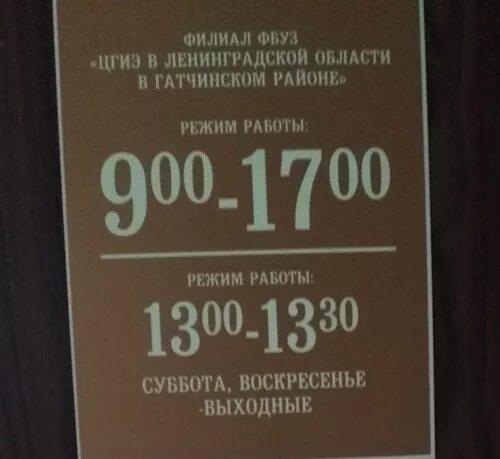 ФИЛИАЛ ФБУЗ
«ЦГИЭ В ЛЕНИНГРАДСКОЙ ОБЛАСТИ
В ГАТЧИНСКОМ РАЙОНЕ»
РЕЖИМ РАБОТЫ:
900-1700
РЕЖИМ РАБОТЫ:
1300-1330
СУББОТА, ВОСКРЕСЕНЬЕ
-ВЫХОДНЫЕ